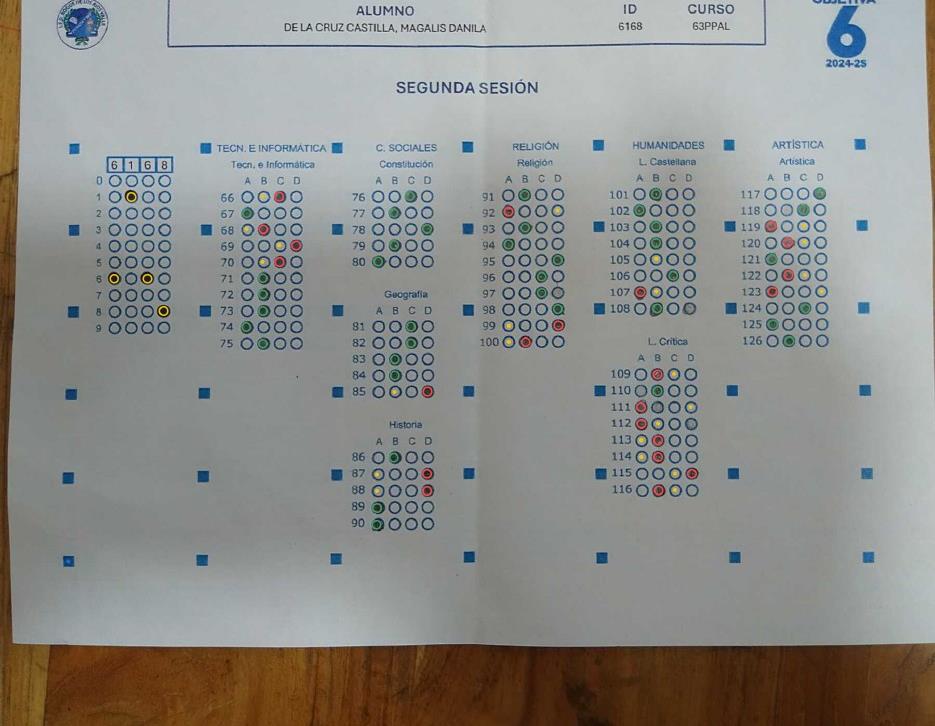 ALUMNO
ID
CURSO
DE LA CRUZ CASTILLA, MAGALIS DANILA
6168
63PPAL
OBJETIVA
6
2024-25
SEGUNDA SESIÓN
6 1 6 8
0
1
2
3
4
5
6
7
8
9
TECN. E INFORMÁTICA
Tecn. e Informática
A B C D
66
67
68
69
70
71
72
73
74
75
C. SOCIALES
Constitución
A B C D
76
77
78
79
80
Geografía
A B C D
81
82
83
84
85
Historia
A B C D
86
87
88
89
90
RELIGIÓN
Religión
A B C D
91
92
93
94
95
96
97
98
99
100
HUMANIDADES
L. Castellana
A B C D
101
102
103
104
105
106
107
108
L. Crítica
A B C D
109
110
111
112
113
114
115
116
ARTÍSTICA
Artística
A B C D
117
118
119
120
121
122
123
124
125
126